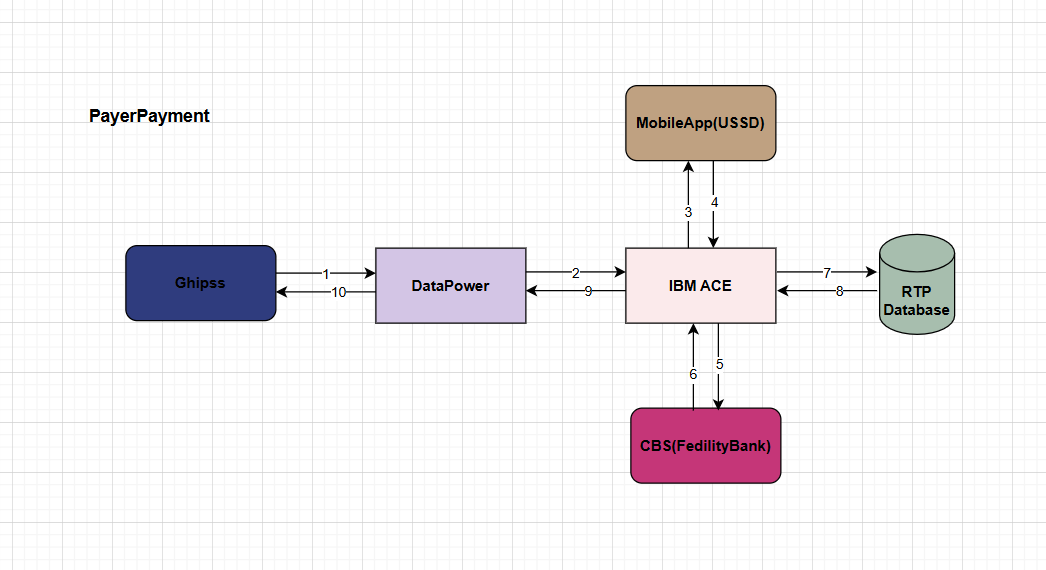 PayerPayment
MobileApp(USSD)
3
4
Ghipss
1
10
DataPower
2
9
IBM ACE
7
8
RTP
Database
6
5
CBS(FedilityBank)